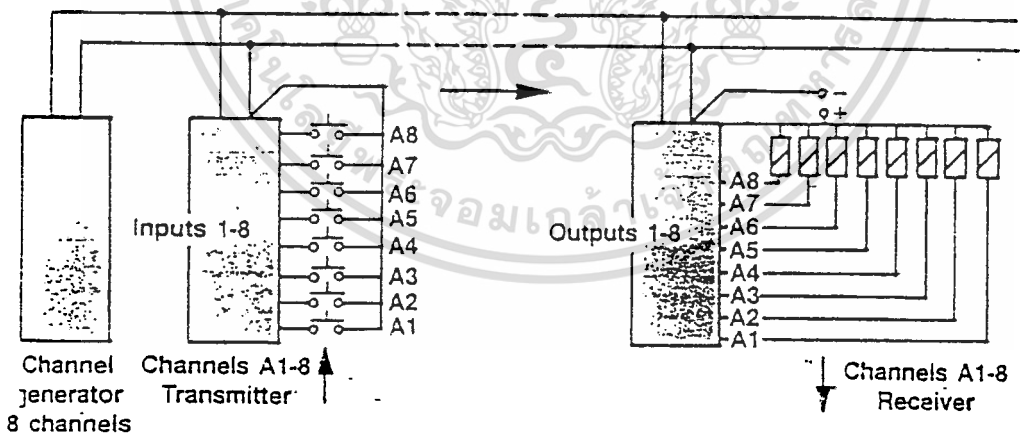 A8
A7
A6
A5
A4
A3
A2
A1
Inputs 1-8
Channel
generator
8 channels
Channels A1-8
Transmitter
-
+
A8
A7
A6
A5
A4
A3
A2
A1
Outputs 1-8
Channels A1-8
Receiver